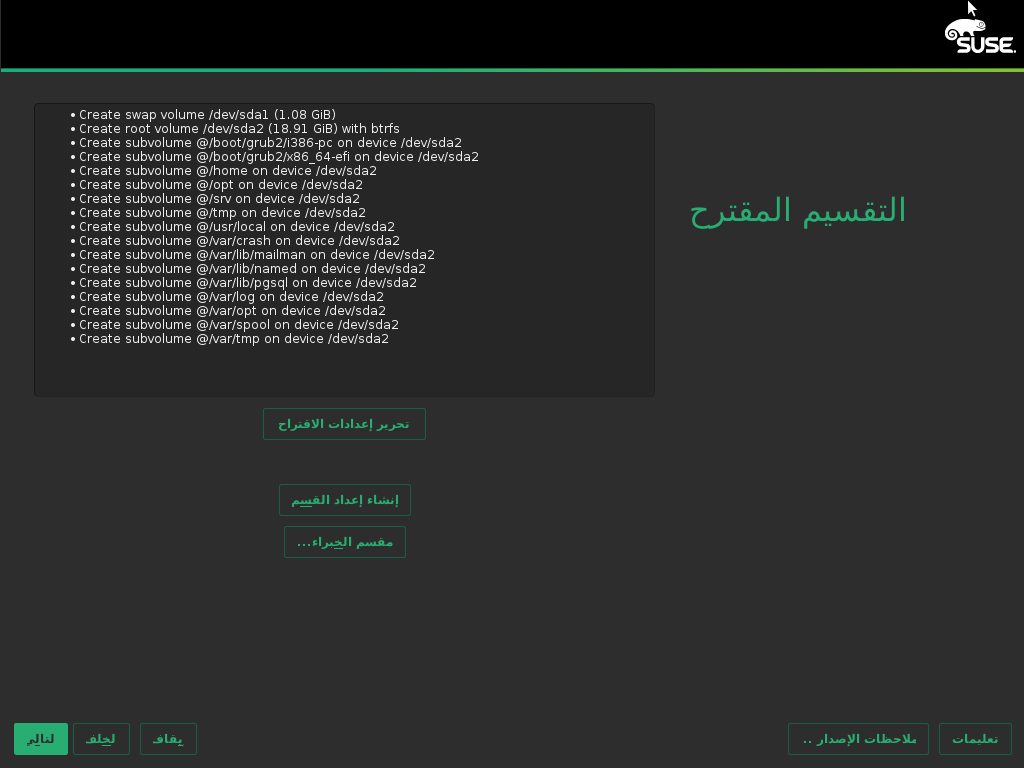 SUSE.
التقسيم المقترح
• Create swap volume /dev/sda1 (1.08 GiB)
• Create root volume /dev/sda2 (18.91 GiB) with btrfs
• Create subvolume @/boot/grub2/i386-pc on device /dev/sda2
• Create subvolume @/boot/grub2/x86_64-efi on device /dev/sda2
• Create subvolume @/home on device /dev/sda2
• Create subvolume @/opt on device /dev/sda2
• Create subvolume @/srv on device /dev/sda2
• Create subvolume @/tmp on device /dev/sda2
• Create subvolume @/usr/local on device /dev/sda2
• Create subvolume @/var/crash on device /dev/sda2
• Create subvolume @/var/lib/mailman on device /dev/sda2
• Create subvolume @/var/lib/named on device /dev/sda2
• Create subvolume @/var/lib/pgsql on device /dev/sda2
• Create subvolume @/var/log on device /dev/sda2
• Create subvolume @/var/opt on device /dev/sda2
• Create subvolume @/var/spool on device /dev/sda2
• Create subvolume @/var/tmp on device /dev/sda2
تحرير إعدادات الاقتراح
إنشاء إعداد القسم
مقسم الخبراء...
تعليمات
ملاحظات الإصدار ..
يقاف
لخلف
لتالي